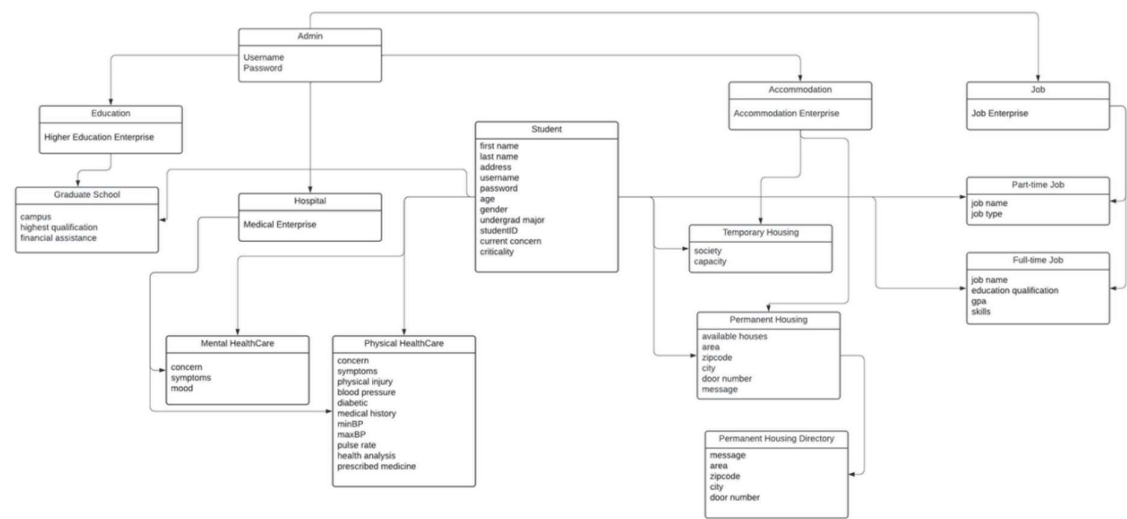 Admin
Username
Password
Education
Higher Education Enterprise
Accommodation
Accommodation Enterprise
Job
Job Enterprise
Student
first name
last name
address
username
password
age
gender
undergrad major
studentID
current concern
criticality
Graduate School
campus
highest qualification
financial assistance
Hospital
Medical Enterprise
Part-time Job
job name
job type
Temporary Housing
society
capacity
Full-time Job
job name
education qualification
gpa
skills
Permanent Housing
available houses
area
zipcode
city
door number
message
Mental HealthCare
concern
symptoms
mood
Physical HealthCare
concern
symptoms
physical injury
blood pressure
diabetic
medical history
minBP
maxBP
pulse rate
health analysis
prescribed medicine
Permanent Housing Directory
message
area
zipcode
city
door number